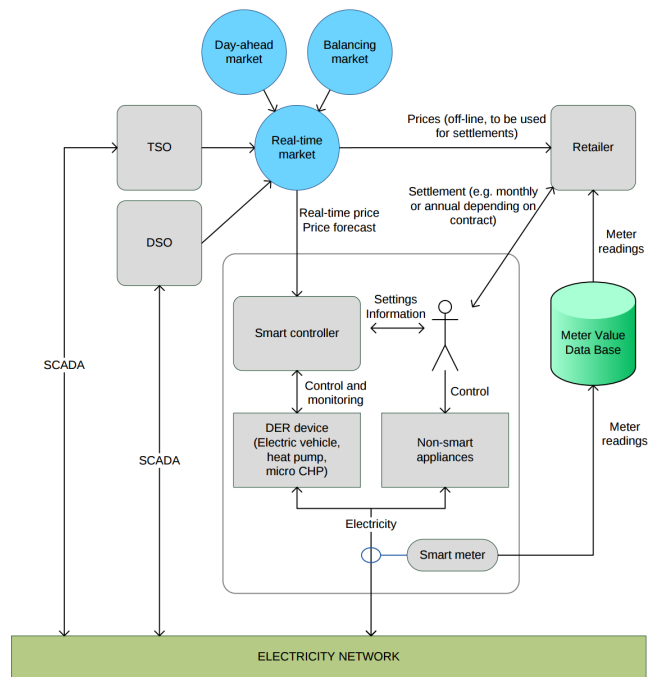 Day-ahead
market
Balancing
market
TSO
Real-time
market
Prices (off-line, to be used
for settlements)
Retailer
Settlement (e.g. monthly
or annual depending on
contract)
Real-time price
Price forecast
DSO
Meter
readings
Smart controller
Settings
Information
Meter Value
Data Base
SCADA
Control and
monitoring
Control
DER device
(Electric vehicle,
heat pump,
micro CHP)
Non-smart
appliances
Meter
readings
SCADA
Electricity
Smart meter
ELECTRICITY NETWORK